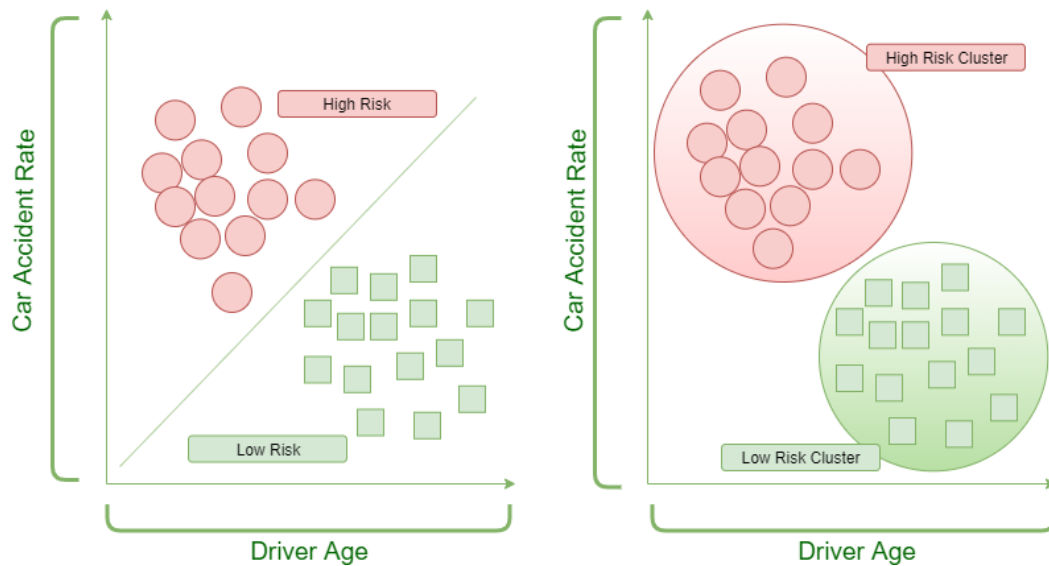 Car Accident Rate
High Risk
Low Risk
Driver Age
Car Accident Rate
High Risk Cluster
Low Risk Cluster
Driver Age